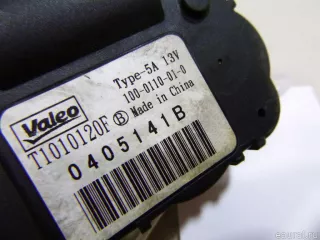 Valeo
Type-5A 13V
100-0110-01-0
T1010120F Ⓑ Made in China
0405141B